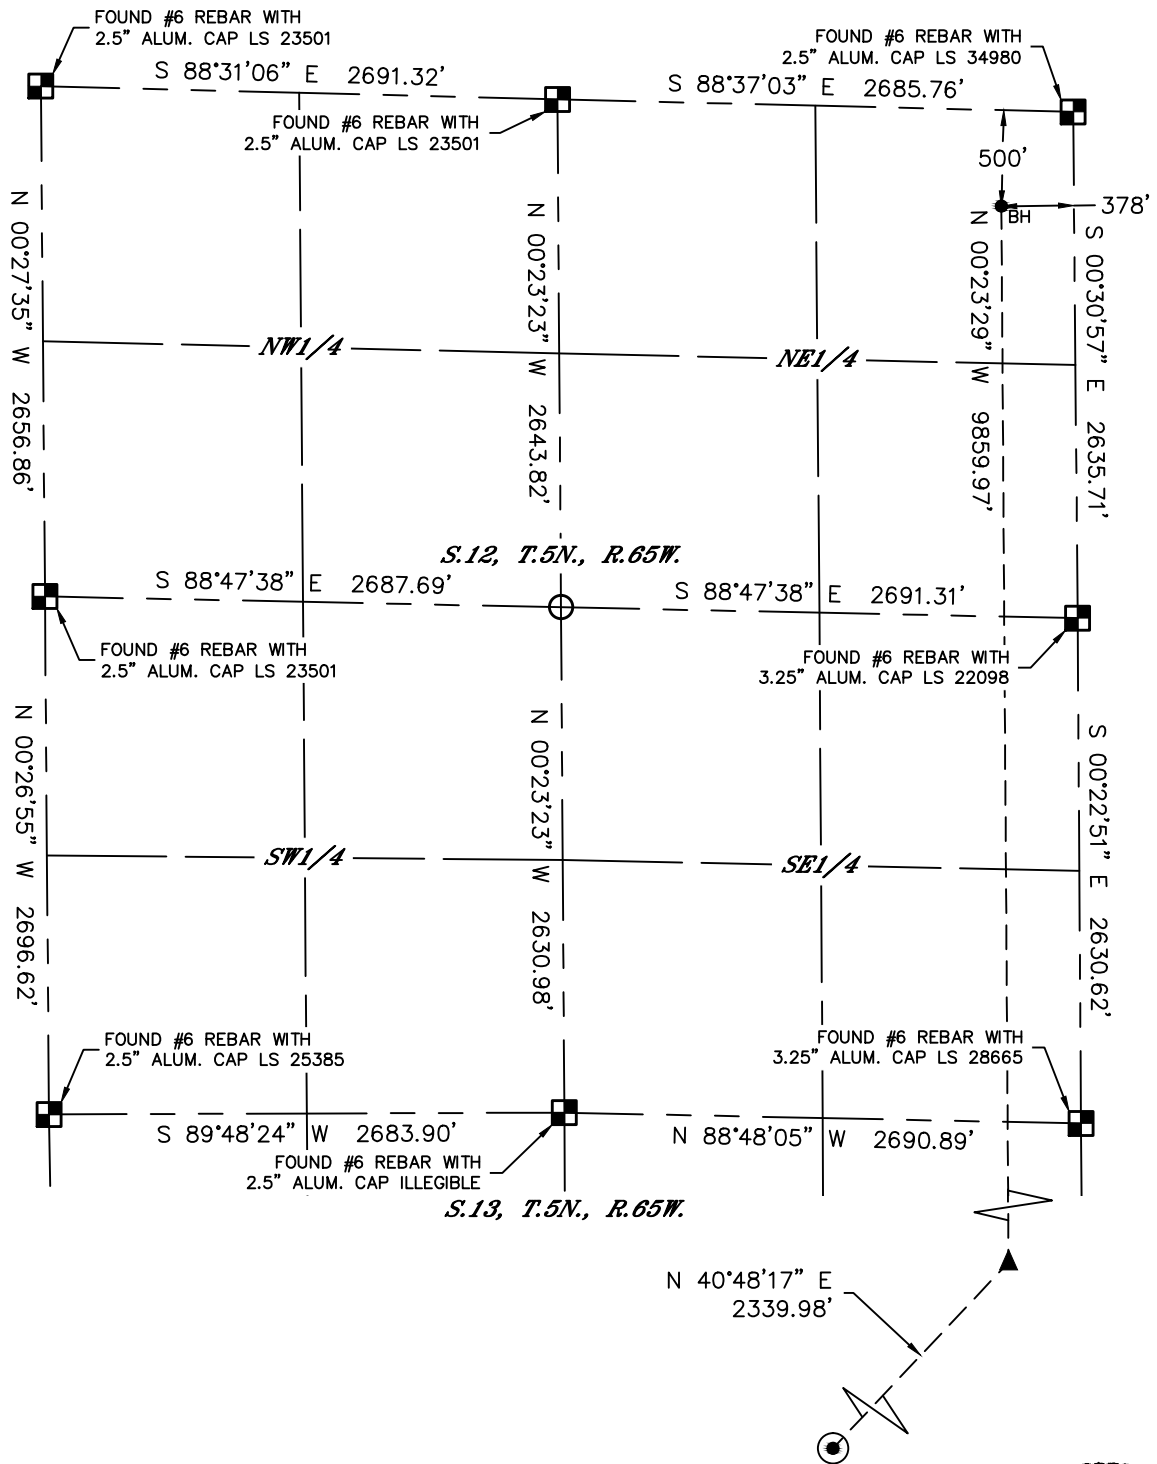 FOUND #6 REBAR WITH
2.5” ALUM. CAP LS 23501
FOUND #6 REBAR WITH
2.5” ALUM. CAP LS 34980
S 88°31’06” E 2691.32’
S 88°37’03” E 2685.76’
FOUND #6 REBAR WITH
2.5” ALUM. CAP LS 23501
500’
378’
BH
N 00°27’35” W 2656.86’
N 00°23’23” W 2643.82’
N 00°23’29” W 9859.97’
S 00°30’57” E 2635.71’
NW1/4
NE1/4
S.12, T.5N., R.65W.
S 88°47’38” E 2687.69’
S 88°47’38” E 2691.31’
FOUND #6 REBAR WITH
2.5” ALUM. CAP LS 23501
FOUND #6 REBAR WITH
3.25” ALUM. CAP LS 22098
N 00°26’55” W 2696.62’
N 00°23’23” W 2630.98’
S 00°22’51” E 2630.62’
SW1/4
SE1/4
FOUND #6 REBAR WITH
2.5” ALUM. CAP LS 25385
FOUND #6 REBAR WITH
3.25” ALUM. CAP LS 28665
S 89°48’24” W 2683.90’
N 88°48’05” W 2690.89’
FOUND #6 REBAR WITH
2.5” ALUM. CAP ILLEGIBLE
S.13, T.5N., R.65W.
N 40°48’17” E
2339.98’